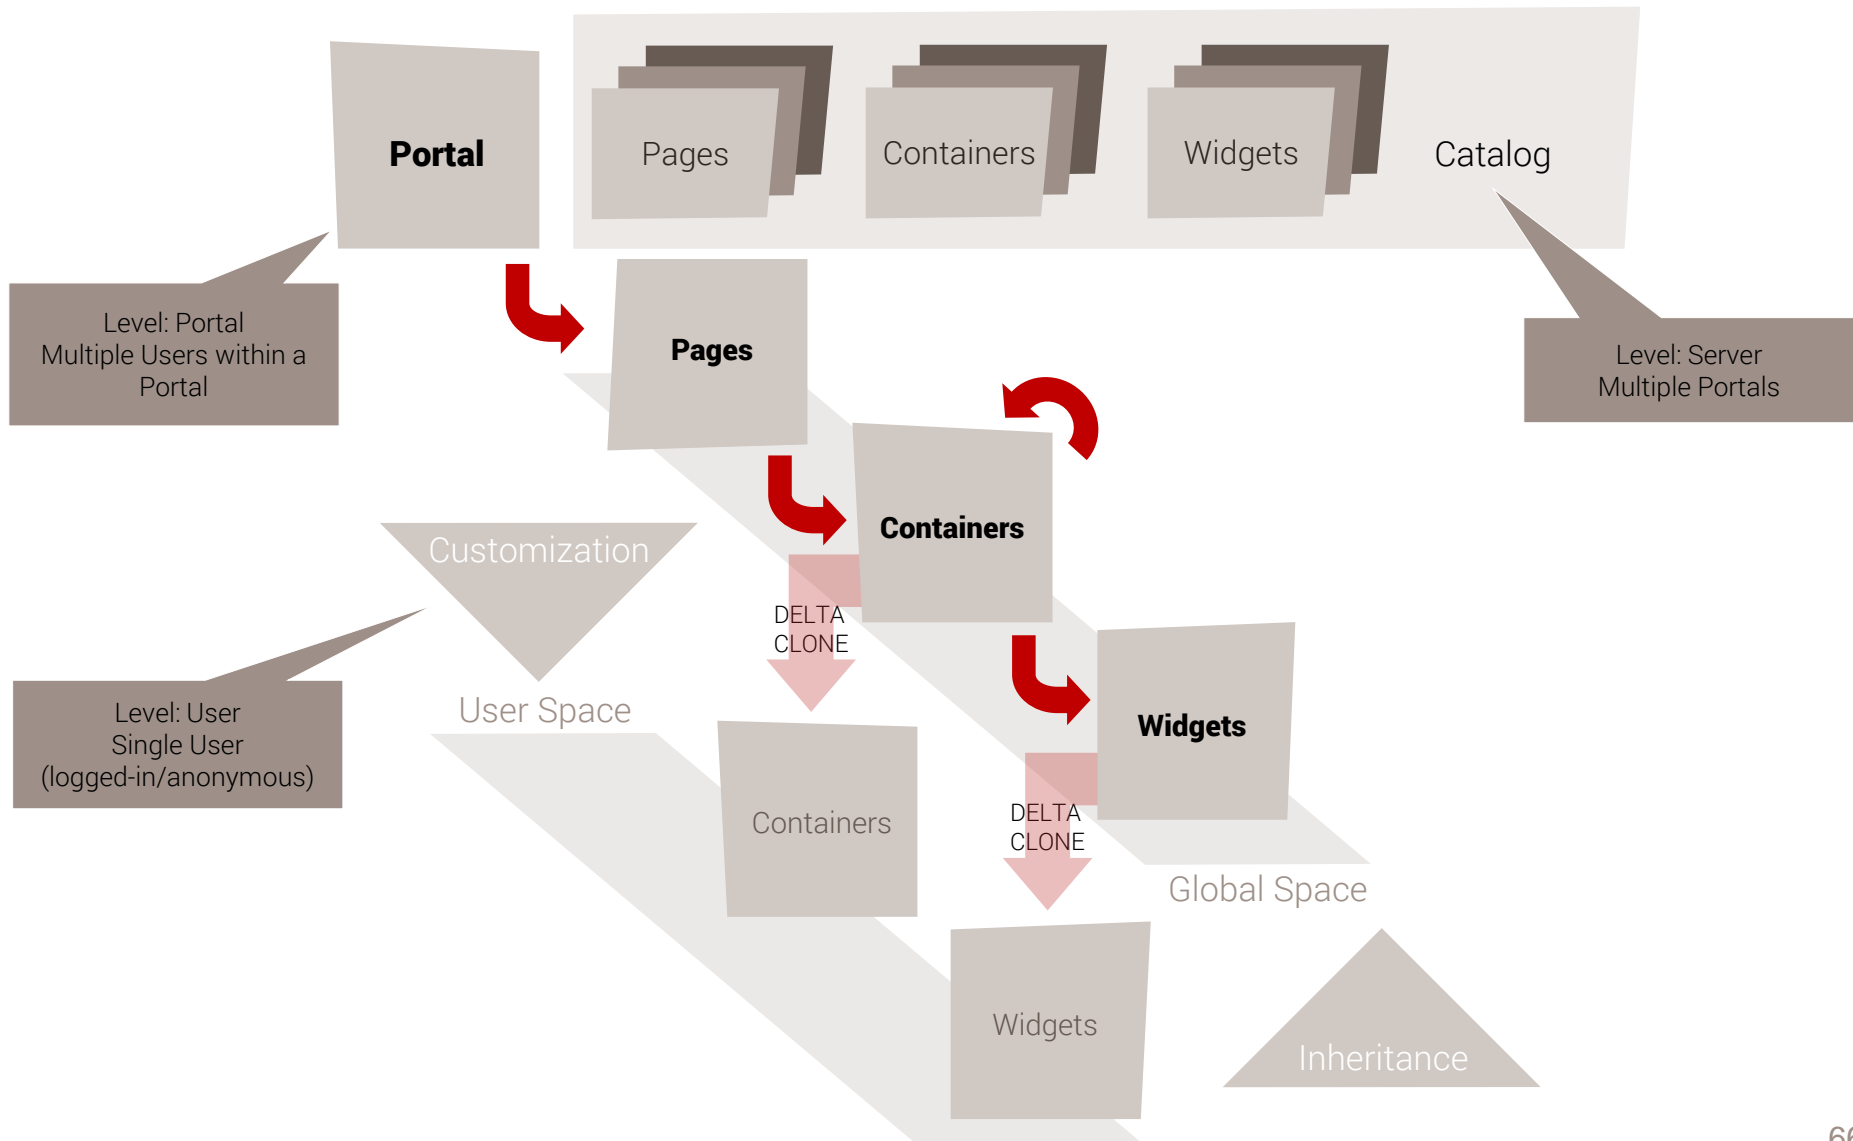 Portal
Pages
Containers
Widgets
Catalog
Level: Portal
Multiple Users within a
Portal
Pages
Level: Server
Multiple Portals
Containers
Customization
DELTA
CLONE
User Space
Level: User
Single User
(logged-in/anonymous)
Widgets
Containers
DELTA
CLONE
Global Space
Widgets
Inheritance
66